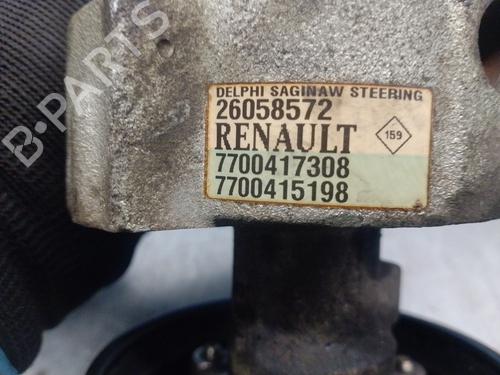 B-PARTS
DELPHI SAGINAW STEERING
26058572
RENAULT
159
7700417308
7700415198